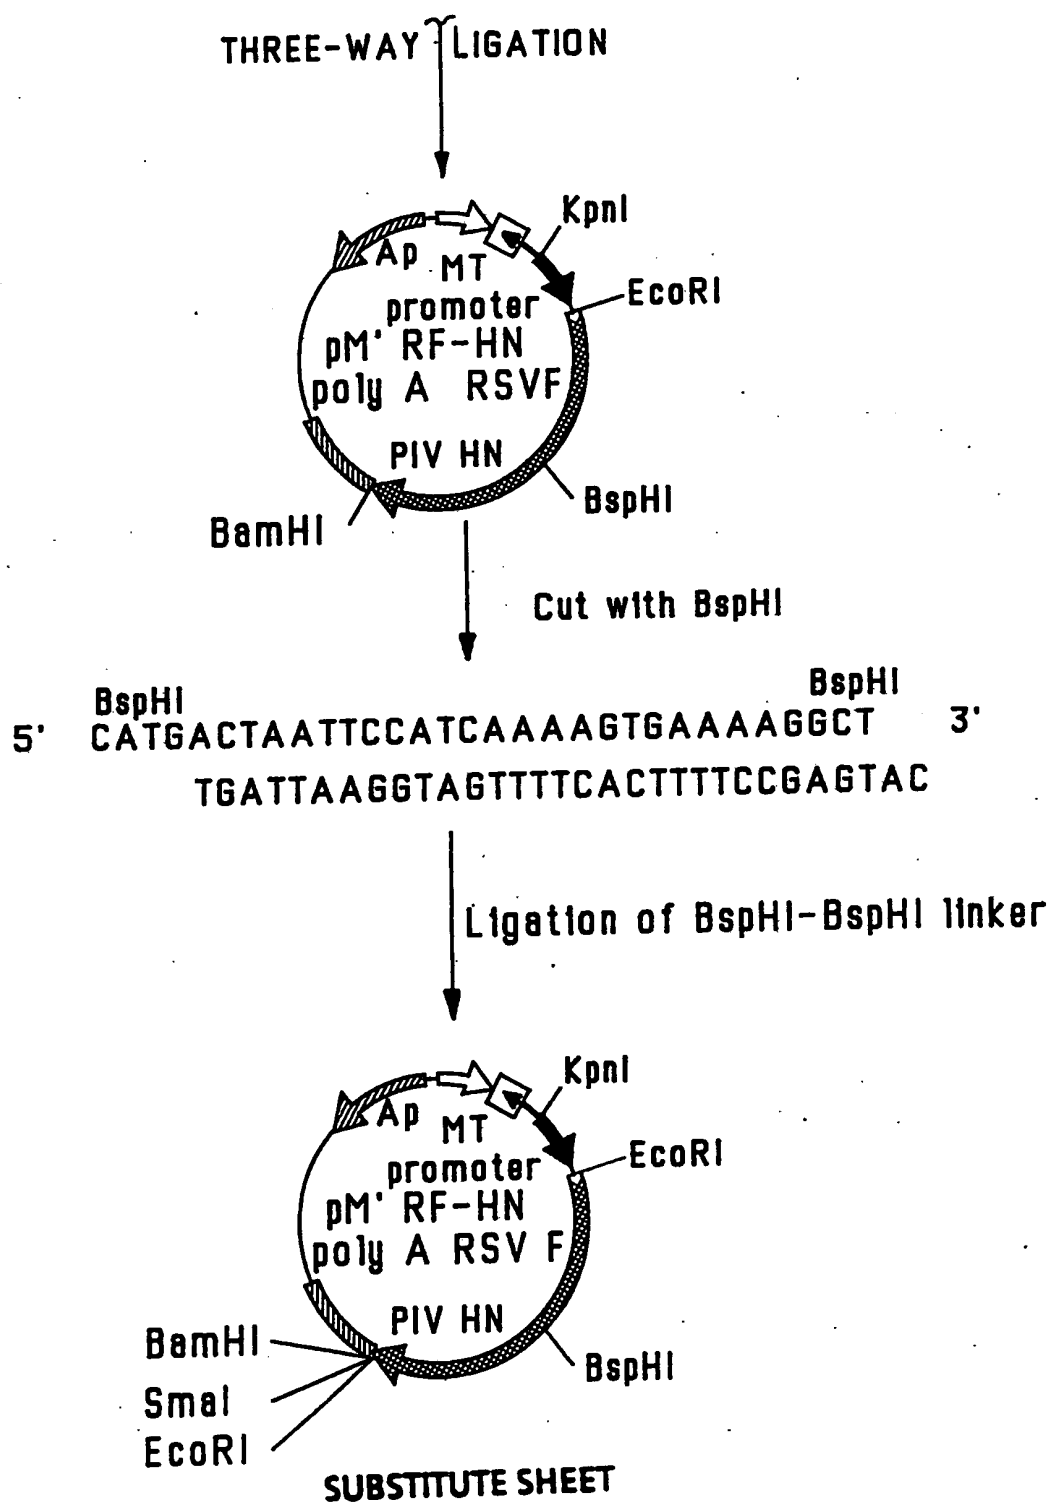 THREE-WAY LIGATION
KpnI
Ap
MT
EcoRI
promoter
pM' RF-HN
poly A RSVF
PIV HN
BspHI
BamHI
Cut with BspHI
BspHI
BspHI
5' CATGACTAATTCCATCAAAAGTGAAAAGGCT 3'
TGATTAAGGTAGTTTTCACTTTTCCGAGTAC
Ligation of BspHI-BspHI linker
KpnI
Ap
MT
EcoRI
promoter
pM' RF-HN
poly A RSV F
PIV HN
BamHI
BspHI
SmaI
EcoRI
SUBSTITUTE SHEET